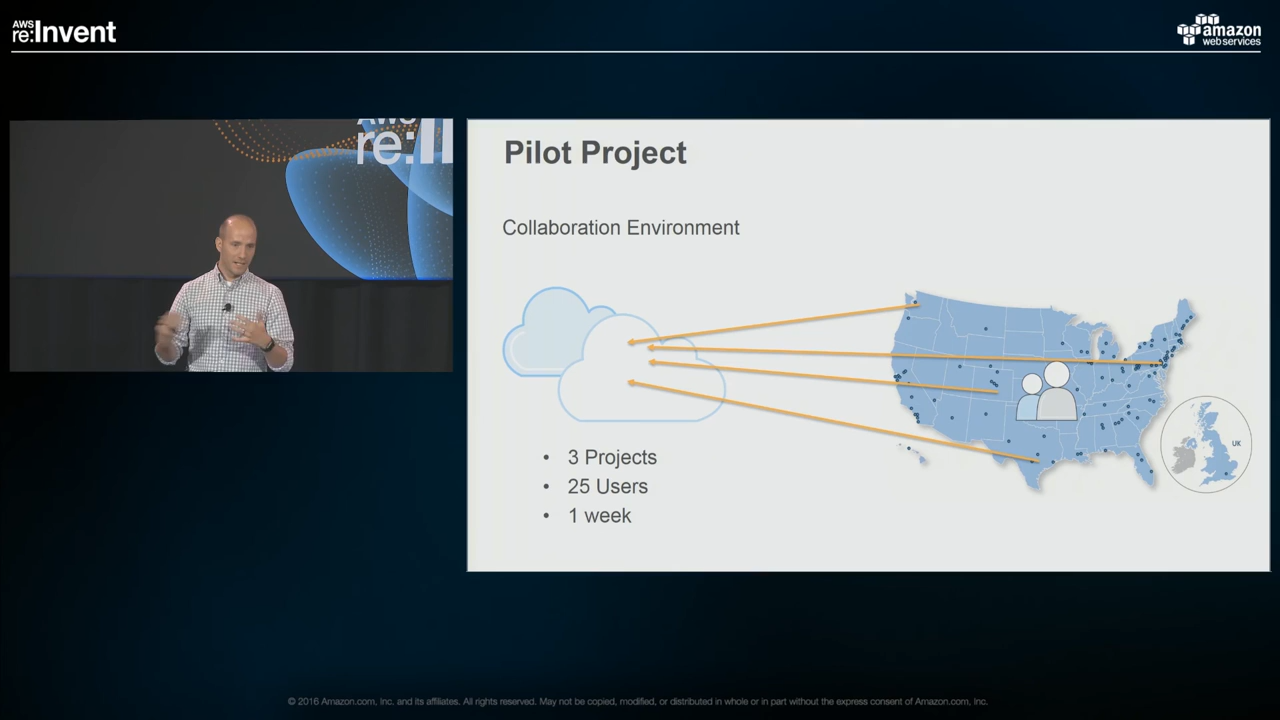 AWS
re:Invent
amazon
web services
AWS
re:I
Pilot Project
Collaboration Environment
UK
• 3 Projects
• 25 Users
• 1 week
© 2016 Amazon.com, Inc. and its affiliates. All rights reserved. May not be copied, modified, or distributed in whole or in part without the express consent of Amazon.com, Inc.